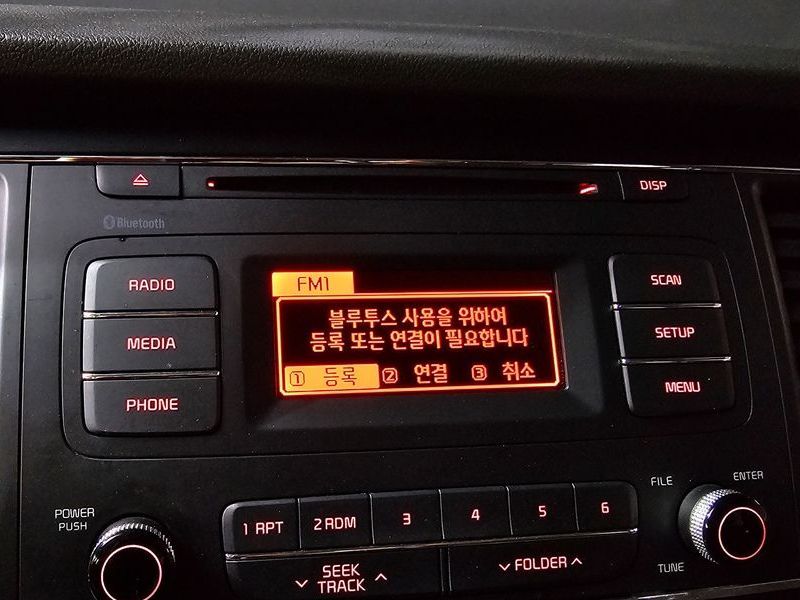 DISP
Bluetooth
RADIO
MEDIA
PHONE
FM1
블루투스 사용을 위하여
등록 또는 연결이 필요합니다
① 등록 ② 연결 ③ 취소
SCAN
SETUP
MENU
POWER
PUSH
1 RPT
2 RDM
3
4
5
6
SEEK
TRACK
FOLDER
FILE
ENTER
TUNE